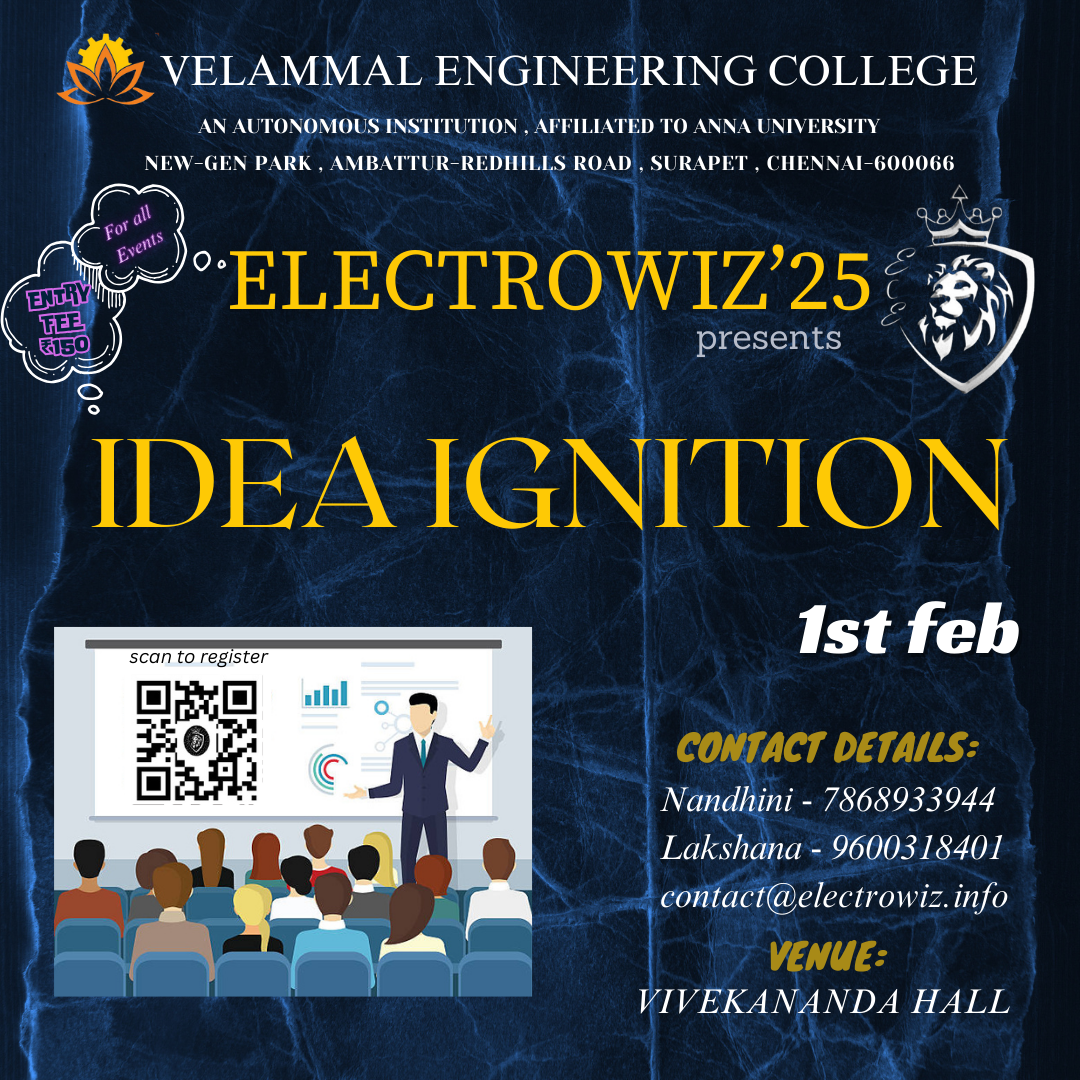 VELAMMAL ENGINEERING COLLEGE
AN AUTONOMOUS INSTITUTION , AFFILIATED TO ANNA UNIVERSITY
NEW-GEN PARK , AMBATTUR-REDHILLS ROAD , SURAPET , CHENNAI-600066
For all
Events
ENTRY
FEE
₹150
ELECTROWIZ’25
presents
ECE
IDEA IGNITION
1st feb
scan to register
CONTACT DETAILS:
Nandhini - 7868933944
Lakshana - 9600318401
contact@electrowiz.info
VENUE:
VIVEKANANDA HALL